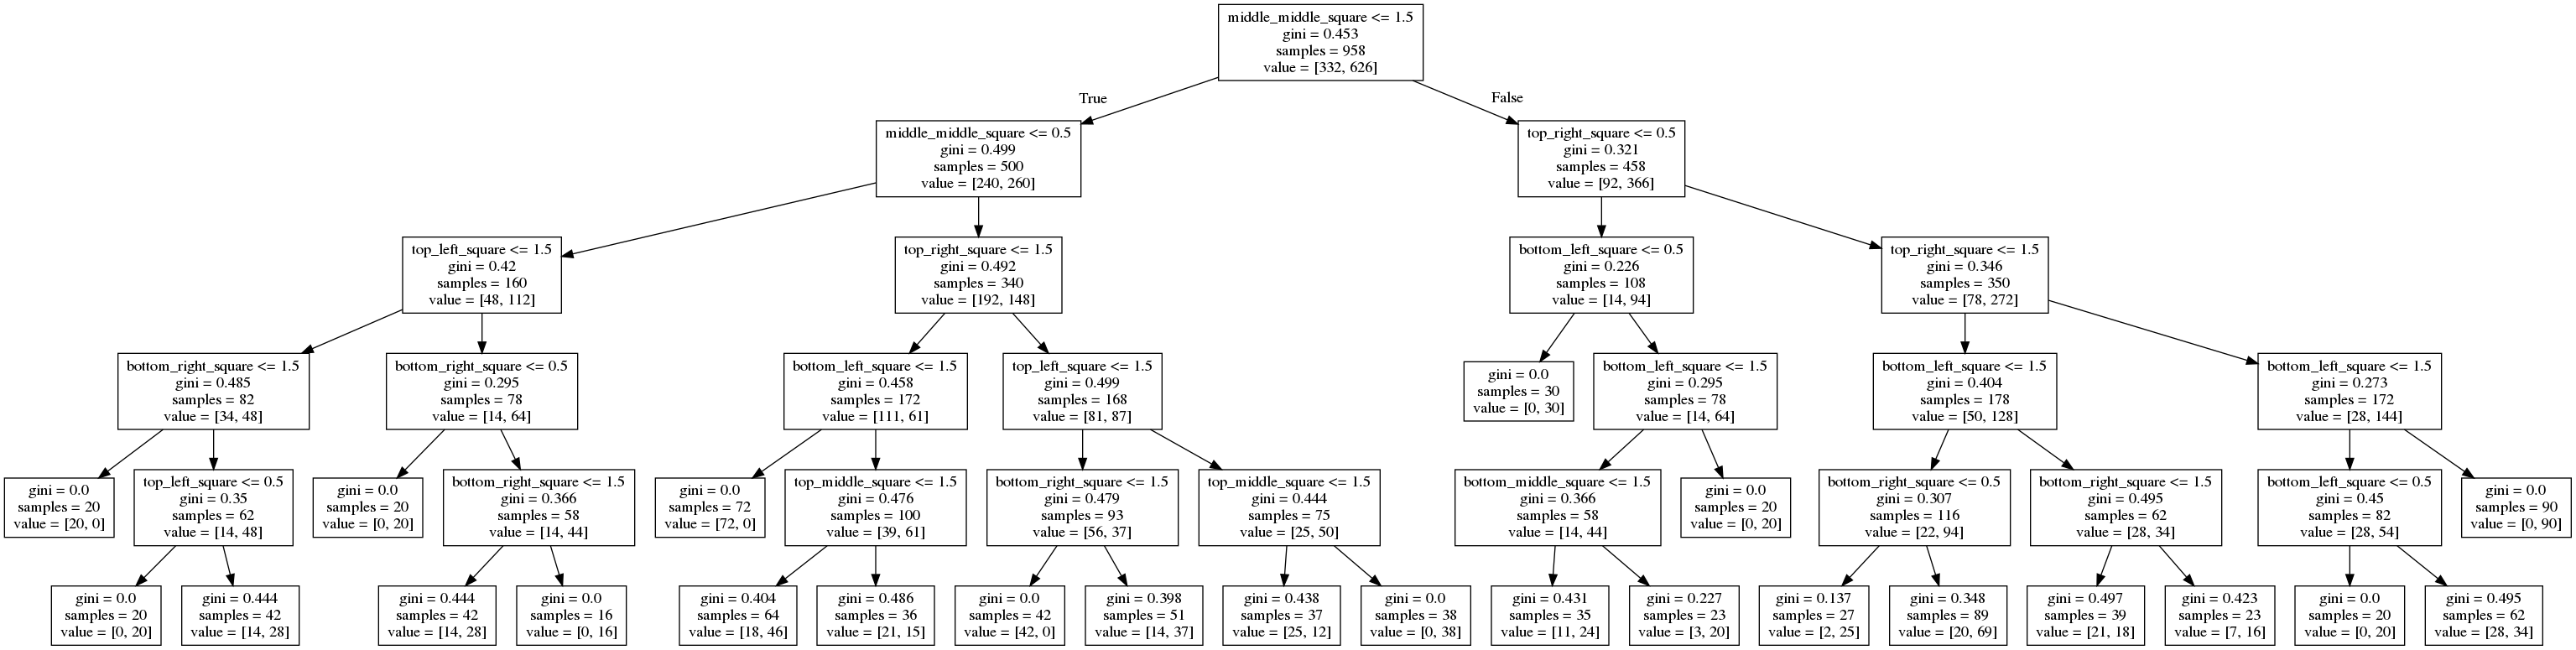 middle_middle_square <= 1.5
gini = 0.453
samples = 958
value = [332, 626]
True
False
middle_middle_square <= 0.5
gini = 0.499
samples = 500
value = [240, 260]
top_right_square <= 0.5
gini = 0.321
samples = 458
value = [92, 366]
top_left_square <= 1.5
gini = 0.42
samples = 160
value = [48, 112]
top_right_square <= 1.5
gini = 0.492
samples = 340
value = [192, 148]
bottom_left_square <= 0.5
gini = 0.226
samples = 108
value = [14, 94]
top_right_square <= 1.5
gini = 0.346
samples = 350
value = [78, 272]
bottom_right_square <= 1.5
gini = 0.485
samples = 82
value = [34, 48]
bottom_right_square <= 0.5
gini = 0.295
samples = 78
value = [14, 64]
bottom_left_square <= 1.5
gini = 0.458
samples = 172
value = [111, 61]
top_left_square <= 1.5
gini = 0.499
samples = 168
value = [81, 87]
gini = 0.0
samples = 30
value = [0, 30]
bottom_left_square <= 1.5
gini = 0.295
samples = 78
value = [14, 64]
bottom_left_square <= 1.5
gini = 0.404
samples = 178
value = [50, 128]
bottom_left_square <= 1.5
gini = 0.273
samples = 172
value = [28, 144]
gini = 0.0
samples = 20
value = [20, 0]
top_left_square <= 0.5
gini = 0.35
samples = 62
value = [14, 48]
gini = 0.0
samples = 20
value = [0, 20]
bottom_right_square <= 1.5
gini = 0.366
samples = 58
value = [14, 44]
gini = 0.0
samples = 72
value = [72, 0]
top_middle_square <= 1.5
gini = 0.476
samples = 100
value = [39, 61]
bottom_right_square <= 1.5
gini = 0.479
samples = 93
value = [56, 37]
top_middle_square <= 1.5
gini = 0.444
samples = 75
value = [25, 50]
bottom_middle_square <= 1.5
gini = 0.366
samples = 58
value = [14, 44]
gini = 0.0
samples = 20
value = [0, 20]
bottom_right_square <= 0.5
gini = 0.307
samples = 116
value = [22, 94]
bottom_right_square <= 1.5
gini = 0.495
samples = 62
value = [28, 34]
bottom_left_square <= 0.5
gini = 0.45
samples = 82
value = [28, 54]
gini = 0.0
samples = 90
value = [0, 90]
gini = 0.0
samples = 20
value = [0, 20]
gini = 0.444
samples = 42
value = [14, 28]
gini = 0.444
samples = 42
value = [14, 28]
gini = 0.0
samples = 16
value = [0, 16]
gini = 0.404
samples = 64
value = [18, 46]
gini = 0.486
samples = 36
value = [21, 15]
gini = 0.0
samples = 42
value = [42, 0]
gini = 0.398
samples = 51
value = [14, 37]
gini = 0.438
samples = 37
value = [25, 12]
gini = 0.0
samples = 38
value = [0, 38]
gini = 0.431
samples = 35
value = [11, 24]
gini = 0.227
samples = 23
value = [3, 20]
gini = 0.137
samples = 27
value = [2, 25]
gini = 0.348
samples = 89
value = [20, 69]
gini = 0.497
samples = 39
value = [21, 18]
gini = 0.423
samples = 23
value = [7, 16]
gini = 0.0
samples = 20
value = [0, 20]
gini = 0.495
samples = 62
value = [28, 34]